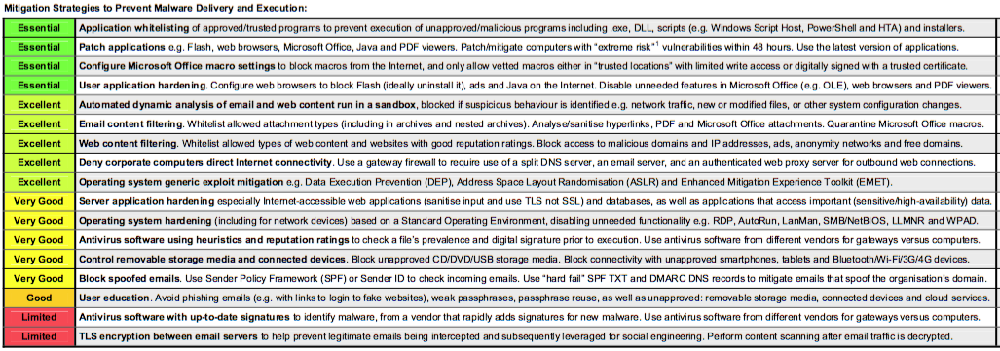 Mitigation Strategies to Prevent Malware Delivery and Execution:
Essential Application whitelisting of approved/trusted programs to prevent execution of unapproved/malicious programs including .exe, DLL, scripts (e.g. Windows Script Host, PowerShell and HTA) and installers.
Essential Patch applications e.g. Flash, web browsers, Microsoft Office, Java and PDF viewers. Patch/mitigate computers with "extreme risk"¹ vulnerabilities within 48 hours. Use the latest version of applications.
Essential Configure Microsoft Office macro settings to block macros from the Internet, and only allow vetted macros either in "trusted locations" with limited write access or digitally signed with a trusted certificate.
Essential User application hardening. Configure web browsers to block Flash (ideally uninstall it), ads and Java on the Internet. Disable unneeded features in Microsoft Office (e.g. OLE), web browsers and PDF viewers.
Excellent Automated dynamic analysis of email and web content run in a sandbox, blocked if suspicious behaviour is identified e.g. network traffic, new or modified files, or other system configuration changes.
Excellent Email content filtering. Whitelist allowed attachment types (including in archives and nested archives). Analyse/sanitise hyperlinks, PDF and Microsoft Office attachments. Quarantine Microsoft Office macros.
Excellent Web content filtering. Whitelist allowed types of web content and websites with good reputation ratings. Block access to malicious domains and IP addresses, ads, anonymity networks and free domains.
Excellent Deny corporate computers direct Internet connectivity. Use a gateway firewall to require use of a split DNS server, an email server, and an authenticated web proxy server for outbound web connections.
Excellent Operating system generic exploit mitigation e.g. Data Execution Prevention (DEP), Address Space Layout Randomisation (ASLR) and Enhanced Mitigation Experience Toolkit (EMET).
Very Good Server application hardening especially Internet-accessible web applications (sanitise input and use TLS not SSL) and databases, as well as applications that access important (sensitive/high-availability) data.
Very Good Operating system hardening (including for network devices) based on a Standard Operating Environment, disabling unneeded functionality e.g. RDP, AutoRun, LanMan, SMB/NetBIOS, LLMNR and WPAD.
Very Good Antivirus software using heuristics and reputation ratings to check a file's prevalence and digital signature prior to execution. Use antivirus software from different vendors for gateways versus computers.
Very Good Control removable storage media and connected devices. Block unapproved CD/DVD/USB storage media. Block connectivity with unapproved smartphones, tablets and Bluetooth/Wi-Fi/3G/4G devices.
Very Good Block spoofed emails. Use Sender Policy Framework (SPF) or Sender ID to check incoming emails. Use "hard fail" SPF TXT and DMARC DNS records to mitigate emails that spoof the organisation's domain.
Good User education. Avoid phishing emails (e.g. with links to login to fake websites), weak passphrases, passphrase reuse, as well as unapproved: removable storage media, connected devices and cloud services.
Limited Antivirus software with up-to-date signatures to identify malware, from a vendor that rapidly adds signatures for new malware. Use antivirus software from different vendors for gateways versus computers.
Limited TLS encryption between email servers to help prevent legitimate emails being intercepted and subsequently leveraged for social engineering. Perform content scanning after email traffic is decrypted.